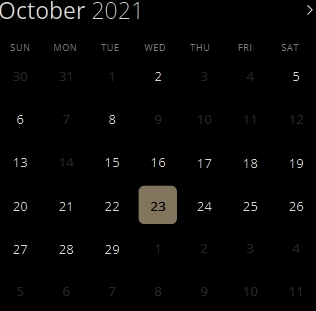 October 2021
SUN MON TUE WED THU FRI SAT
30 31 1 2 3 4 5
6 7 8 9 10 11 12
13 14 15 16 17 18 19
20 21 22 23 24 25 26
27 28 29 1 2 3 4
5 6 7 8 9 10 11